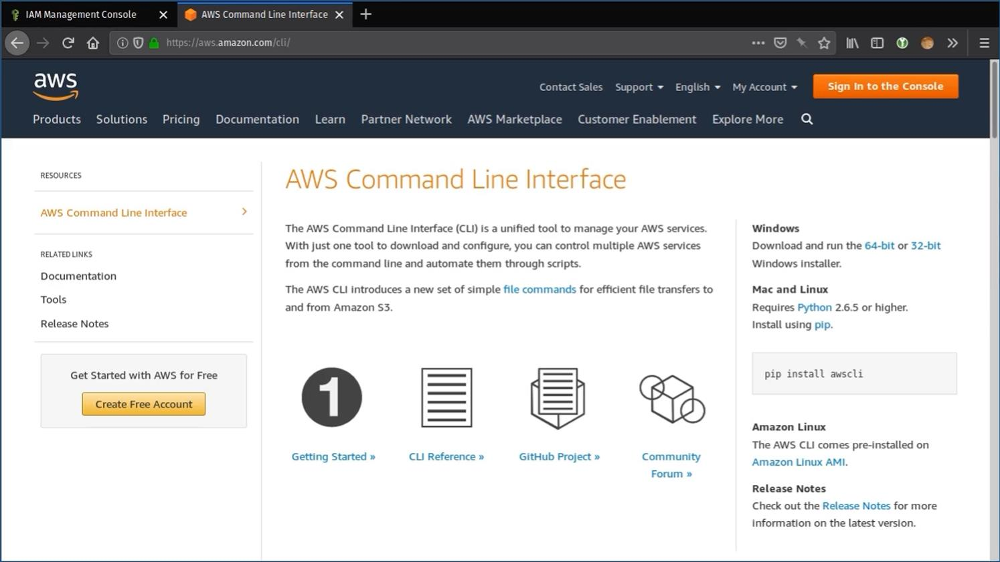 IAM Management Console
AWS Command Line Interface
https://aws.amazon.com/cli/
aws
Contact Sales Support English My Account Sign In to the Console
Products Solutions Pricing Documentation Learn Partner Network AWS Marketplace Customer Enablement Explore More
RESOURCES
AWS Command Line Interface
RELATED LINKS
Documentation
Tools
Release Notes
Get Started with AWS for Free
Create Free Account
AWS Command Line Interface
The AWS Command Line Interface (CLI) is a unified tool to manage your AWS services.
With just one tool to download and configure, you can control multiple AWS services
from the command line and automate them through scripts.
The AWS CLI introduces a new set of simple file commands for efficient file transfers to
and from Amazon S3.
1
Getting Started »
CLI Reference »
GitHub Project »
Community
Forum »
Windows
Download and run the 64-bit or 32-bit
Windows installer.
Mac and Linux
Requires Python 2.6.5 or higher.
Install using pip.
pip install awscli
Amazon Linux
The AWS CLI comes pre-installed on
Amazon Linux AMI.
Release Notes
Check out the Release Notes for more
information on the latest version.